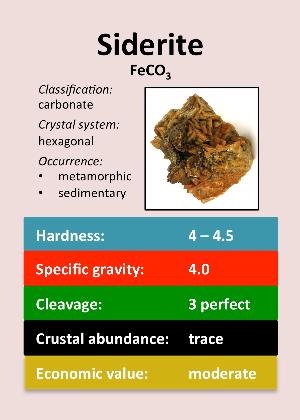 Siderite
FeCO₃
Classification:
carbonate
Crystal system:
hexagonal
Occurrence:
• metamorphic
• sedimentary
Hardness: 4 – 4.5
Specific gravity: 4.0
Cleavage: 3 perfect
Crustal abundance: trace
Economic value: moderate